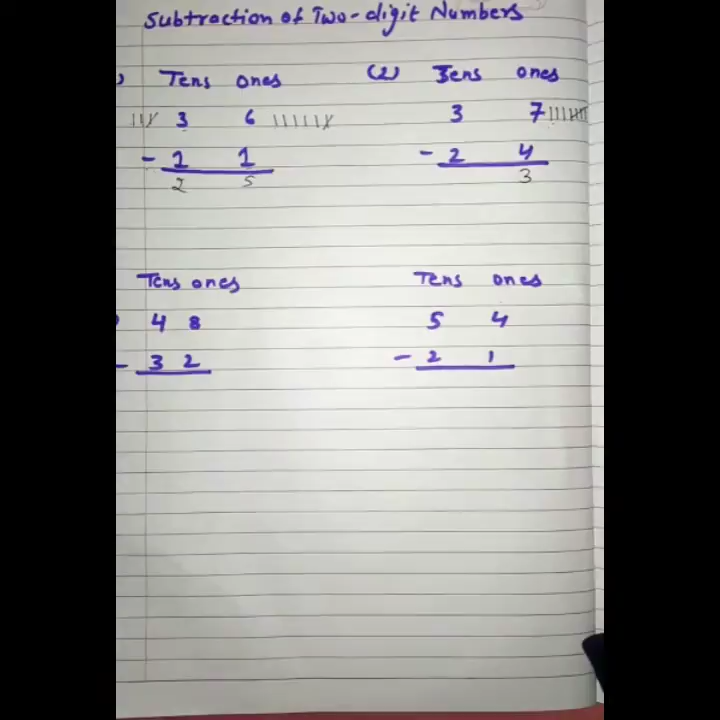 Subtraction of Two-digit Numbers
) Tens ones (2) Tens ones
3 6 3 7
- 1 1 - 2 4
2 5 3
Tens ones Tens ones
) 4 8 5 4
- 3 2 - 2 1